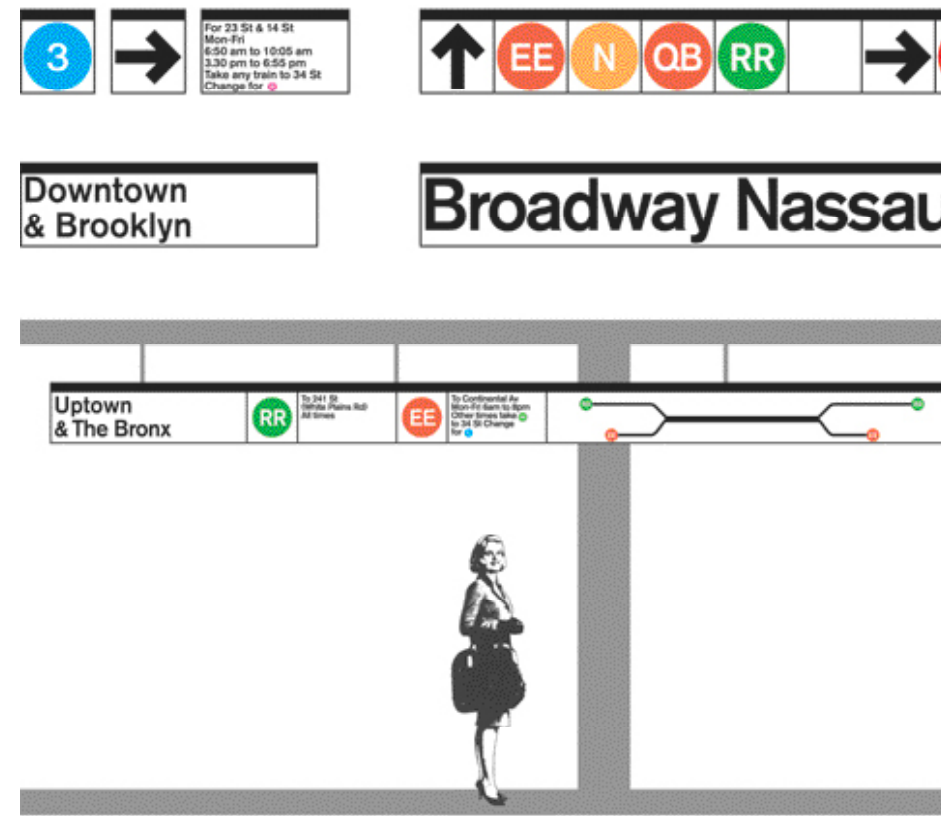 3
For 23 St & 14 St
Mon-Fri
6:50 am to 10:05 am
3.30 pm to 6:55 pm
Take any train to 34 St
Change for
EE N QB RR
Downtown
& Brooklyn
Broadway Nassau
Uptown
& The Bronx
RR
To 241 St
(White Plains Rd)
All times
EE
To Continental Av
Mon-Fri 6am to 8pm
Other times take
to 34 St Change
for